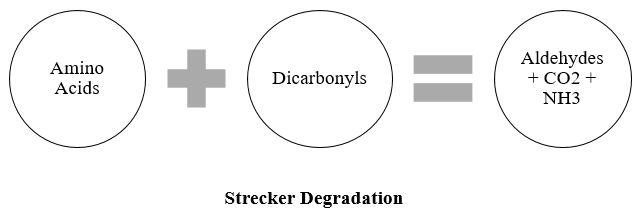 Amino
Acids
Dicarbonyls
Aldehydes
+ CO2 +
NH3
Strecker Degradation